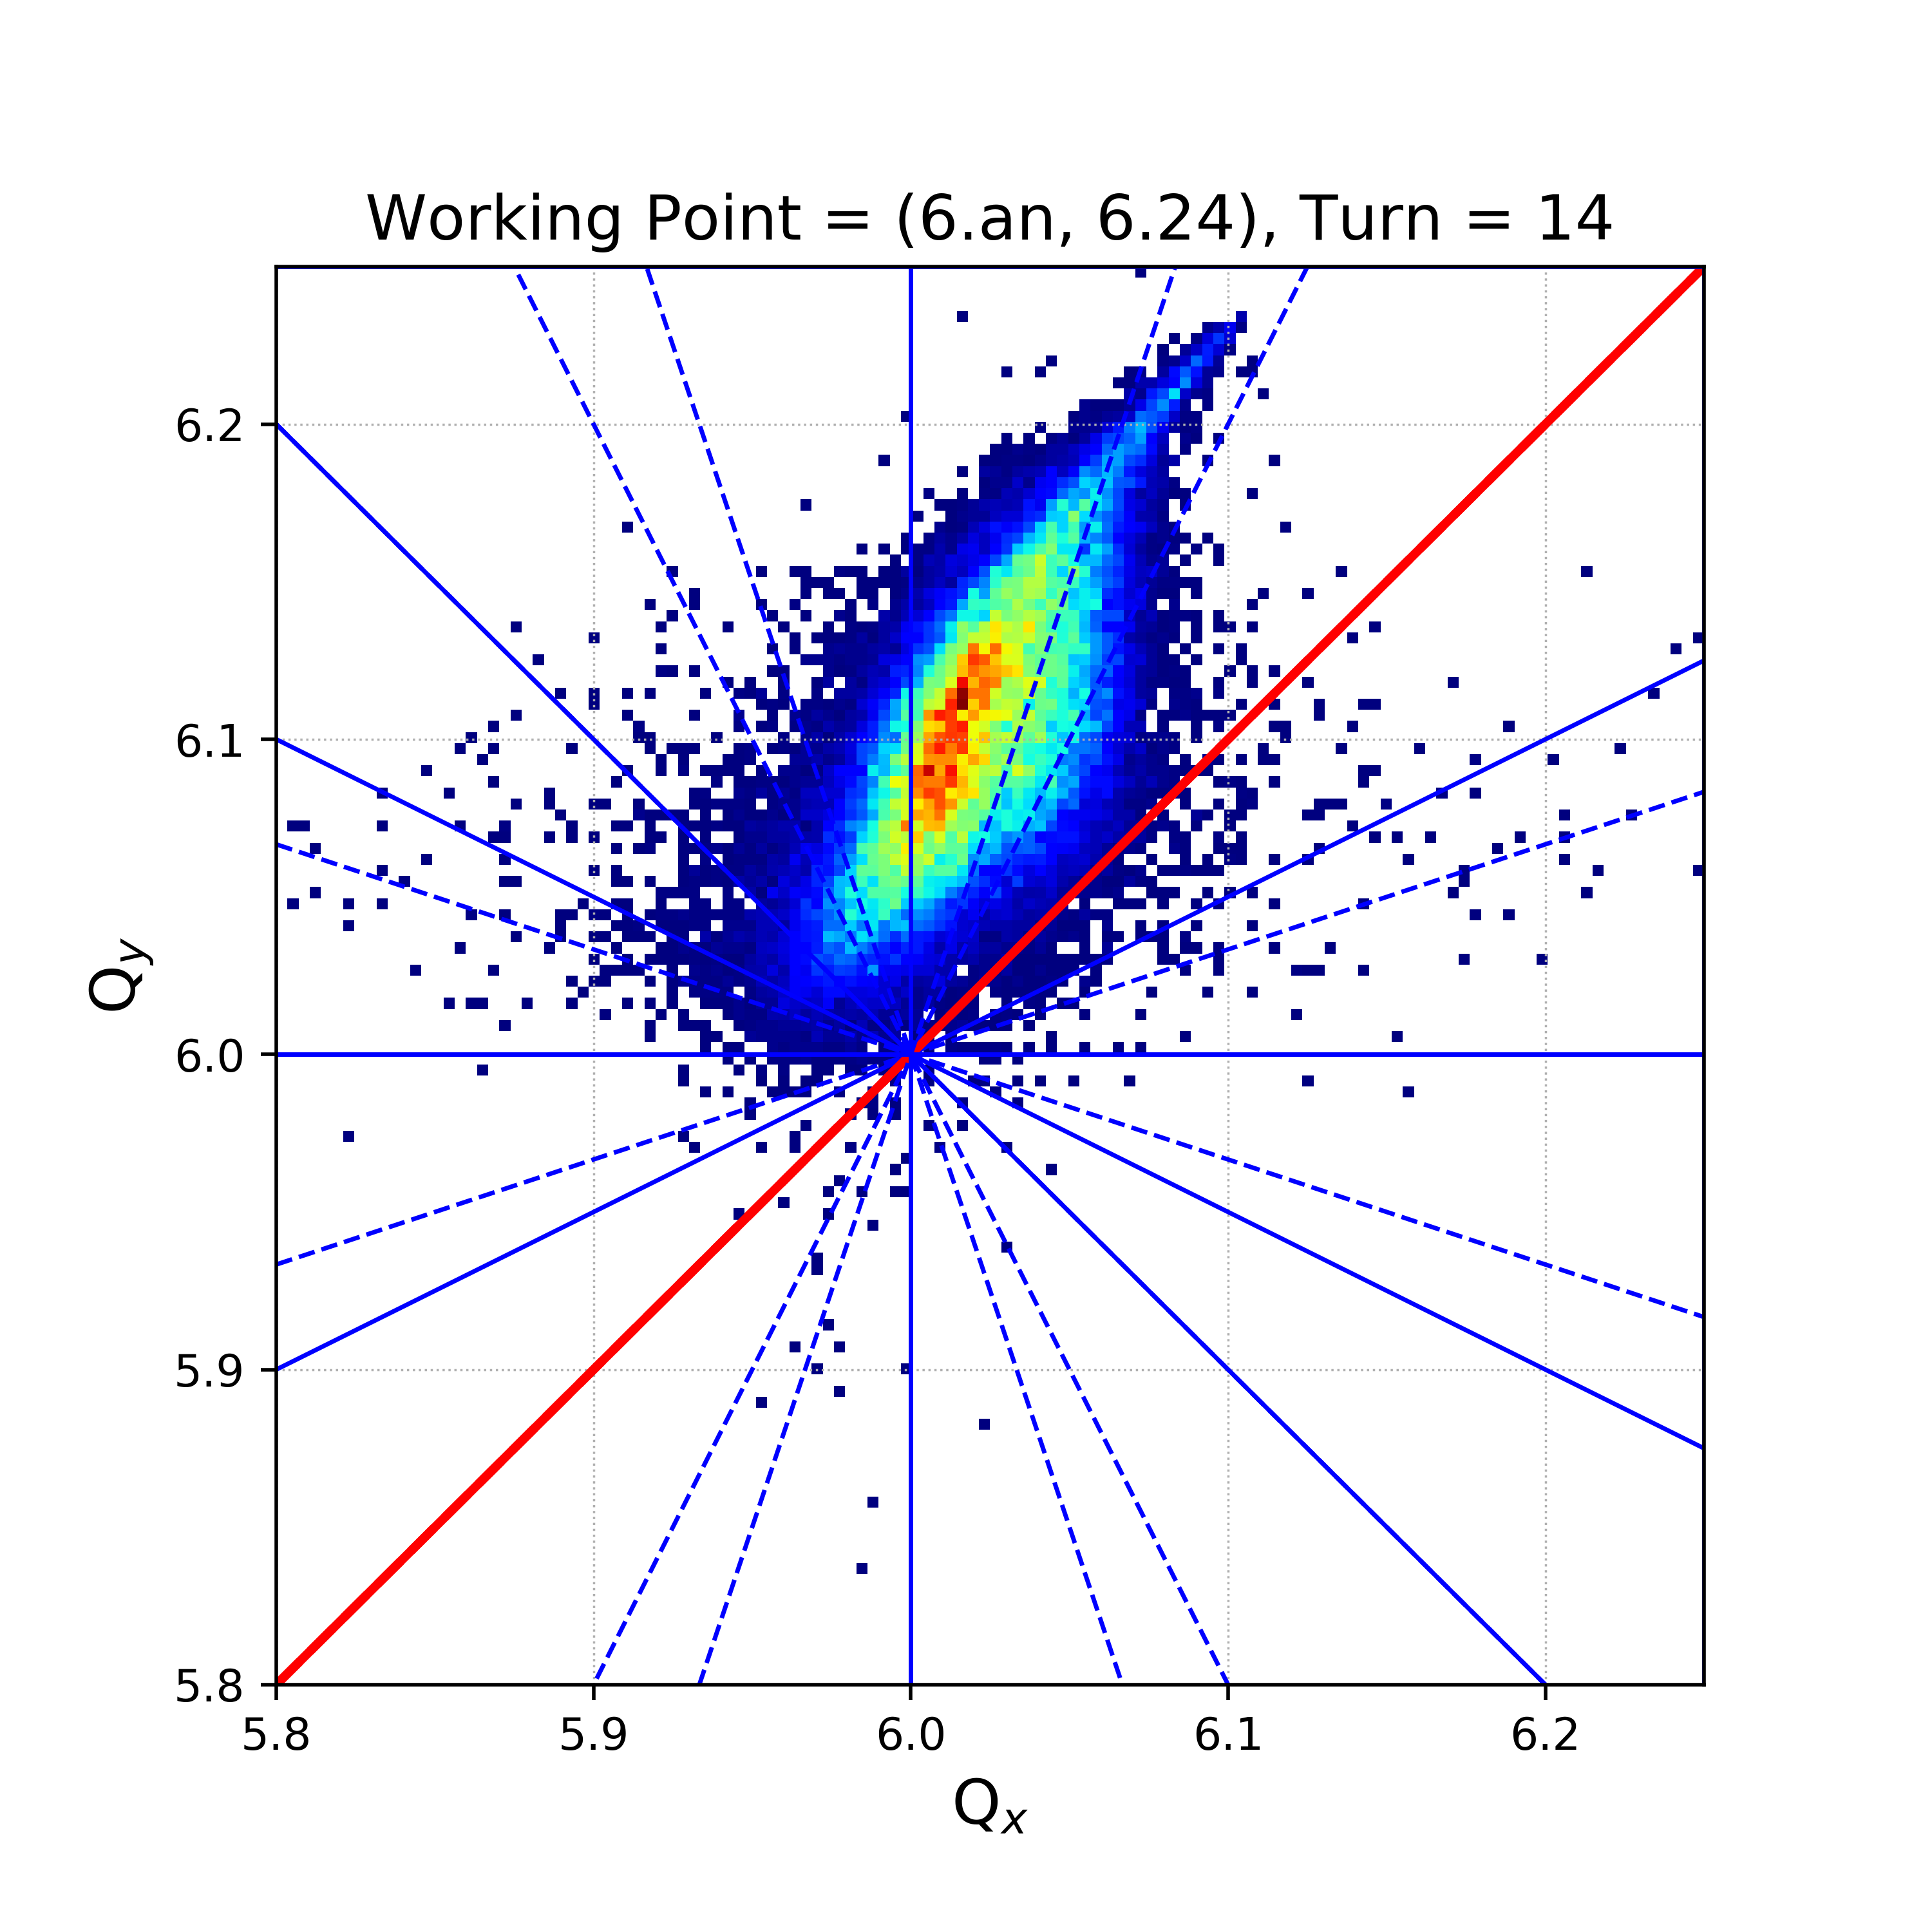 Working Point = (6.an, 6.24), Turn = 14
6.2
6.1
6.0
5.9
5.8
Qy
5.8 5.9 6.0 6.1 6.2
Qx